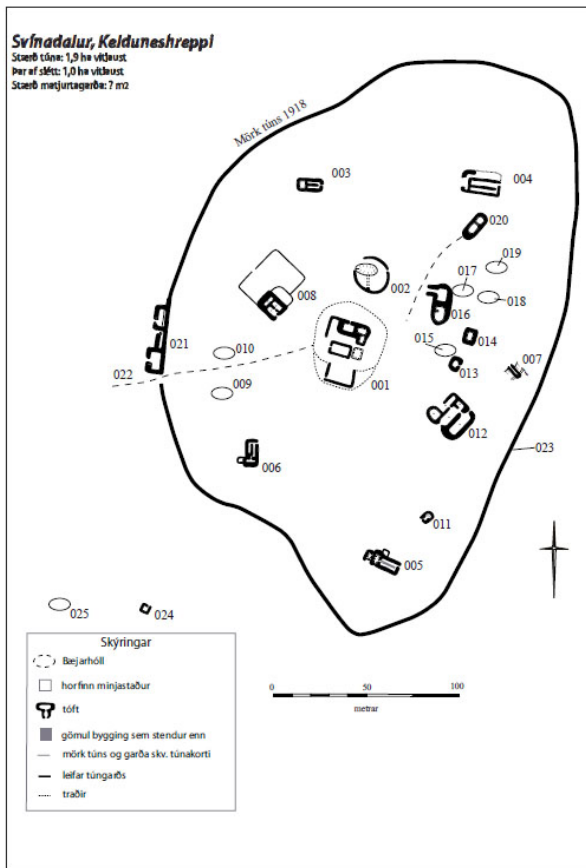 Svínadalur, Kelduneshreppi
Stærð túna: 1,9 ha vitlaust
Þar af slétt: 1,0 ha vitlaust
Stærð matjurtagarða: ? m2
Mörk túns 1918
003
004
020
019
017
002
018
008
016
021
014
010
015
007
013
022
001
009
012
023
006
011
005
025
024
Skýringar
Bæjarhóll
horfinn minjastaður
tóft
gömul bygging sem stendur enn
mörk túns og garða skv. túnakorti
leifar túngarðs
traðir
0 50 100
metrar